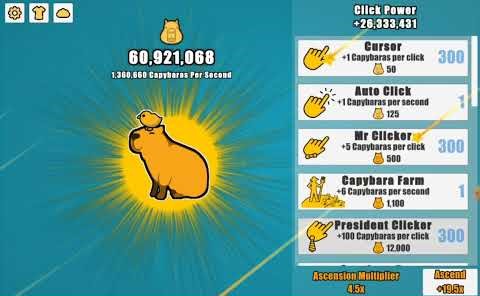 60,921,068
1,360,660 Capybaras Per Second
Click Power
+26,333,431
Cursor
+1 Capybaras per click
50
300
Auto Click
+1 Capybaras per second
125
1
Mr Clicker
+5 Capybaras per click
500
300
Capybara Farm
+6 Capybaras per second
1,100
1
President Clicker
+100 Capybaras per click
12,000
300
Ascension Multiplier
4.5x
Ascend
+19.5x